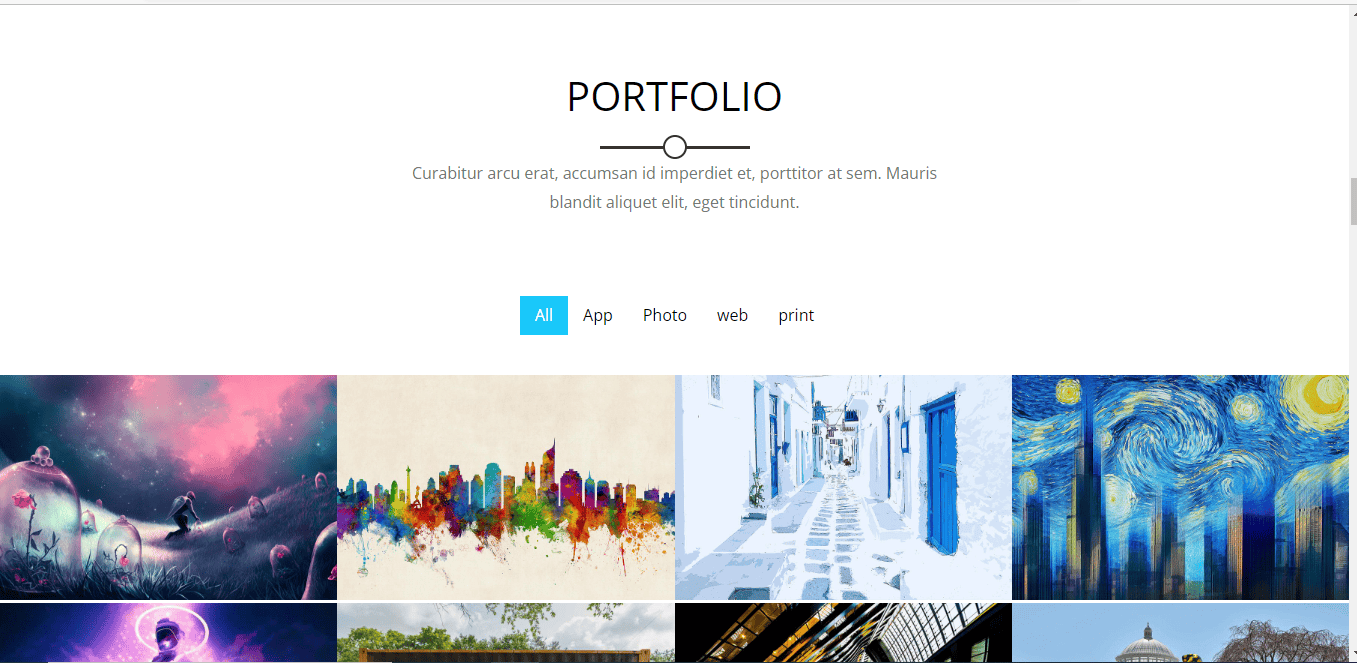 PORTFOLIO
Curabitur arcu erat, accumsan id imperdiet et, porttitor at sem. Mauris
blandit aliquet elit, eget tincidunt.
All App Photo web print